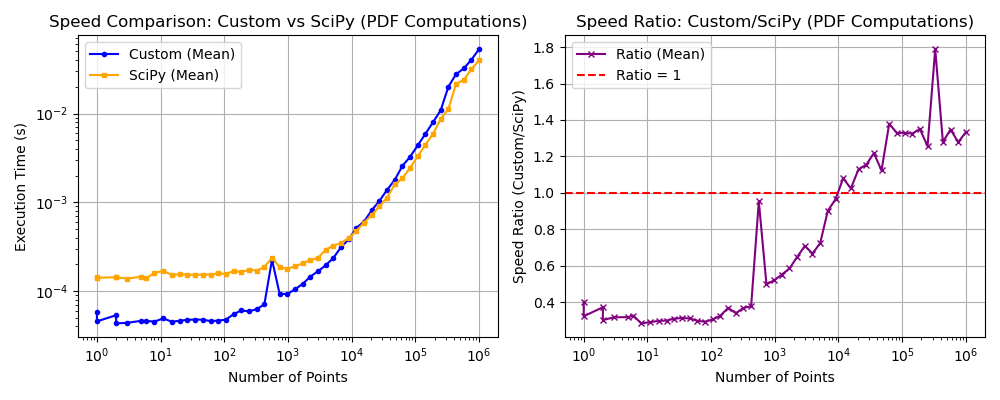 Speed Comparison: Custom vs SciPy (PDF Computations)
Custom (Mean)
SciPy (Mean)
Execution Time (s)
10⁻²
10⁻³
10⁻⁴
10⁰ 10¹ 10² 10³ 10⁴ 10⁵ 10⁶
Number of Points
Speed Ratio: Custom/SciPy (PDF Computations)
Ratio (Mean)
Ratio = 1
Speed Ratio (Custom/SciPy)
1.8
1.6
1.4
1.2
1.0
0.8
0.6
0.4
10⁰ 10¹ 10² 10³ 10⁴ 10⁵ 10⁶
Number of Points